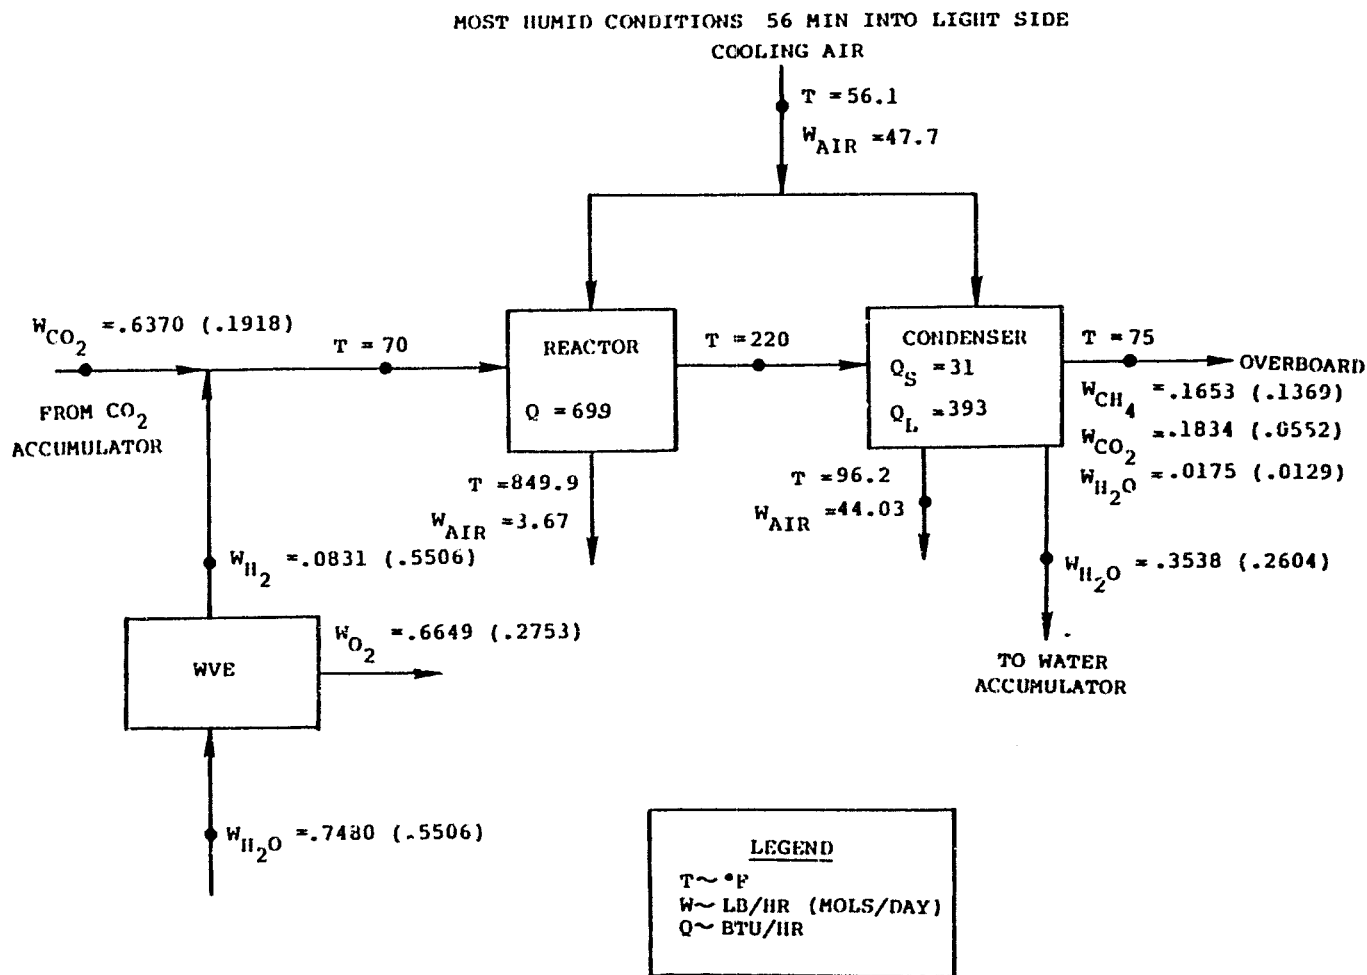 MOST HUMID CONDITIONS 56 MIN INTO LIGHT SIDE
COOLING AIR
T = 56.1
W_AIR = 47.7
W_CO2 = .6370 (.1918)
T = 70
FROM CO2
ACCUMULATOR
REACTOR
Q = 699
T = 220
CONDENSER
Q_S = 31
Q_L = 393
T = 75
OVERBOARD
W_CH4 = .1653 (.1369)
W_CO2 = .1834 (.0552)
W_H2O = .0175 (.0129)
T = 849.9
W_AIR = 3.67
T = 96.2
W_AIR = 44.03
W_H2 = .0831 (.5506)
W_H2O = .3538 (.2604)
WVE
W_O2 = .6649 (.2753)
TO WATER
ACCUMULATOR
W_H2O = .7480 (.5506)
LEGEND
T~ °F
W~ LB/HR (MOLS/DAY)
Q~ BTU/HR